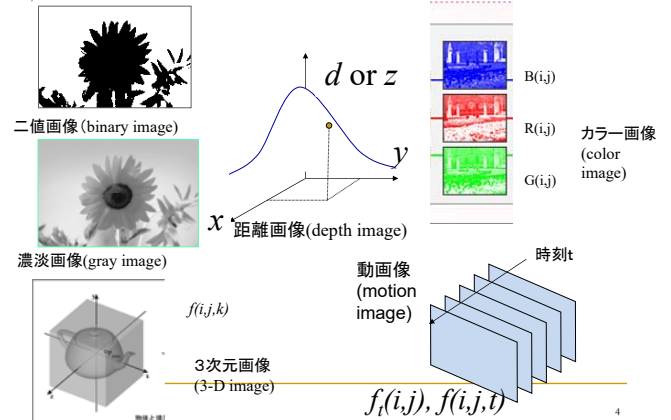 二値画像(binary image)
濃淡画像(gray image)
d or z
y
x
距離画像(depth image)
B(i,j)
R(i,j)
G(i,j)
カラー画像
(color
image)
f(i,j,k)
3次元画像
(3-D image)
動画像
(motion
image)
時刻t
fₜ(i,j), f(i,j,t)
4